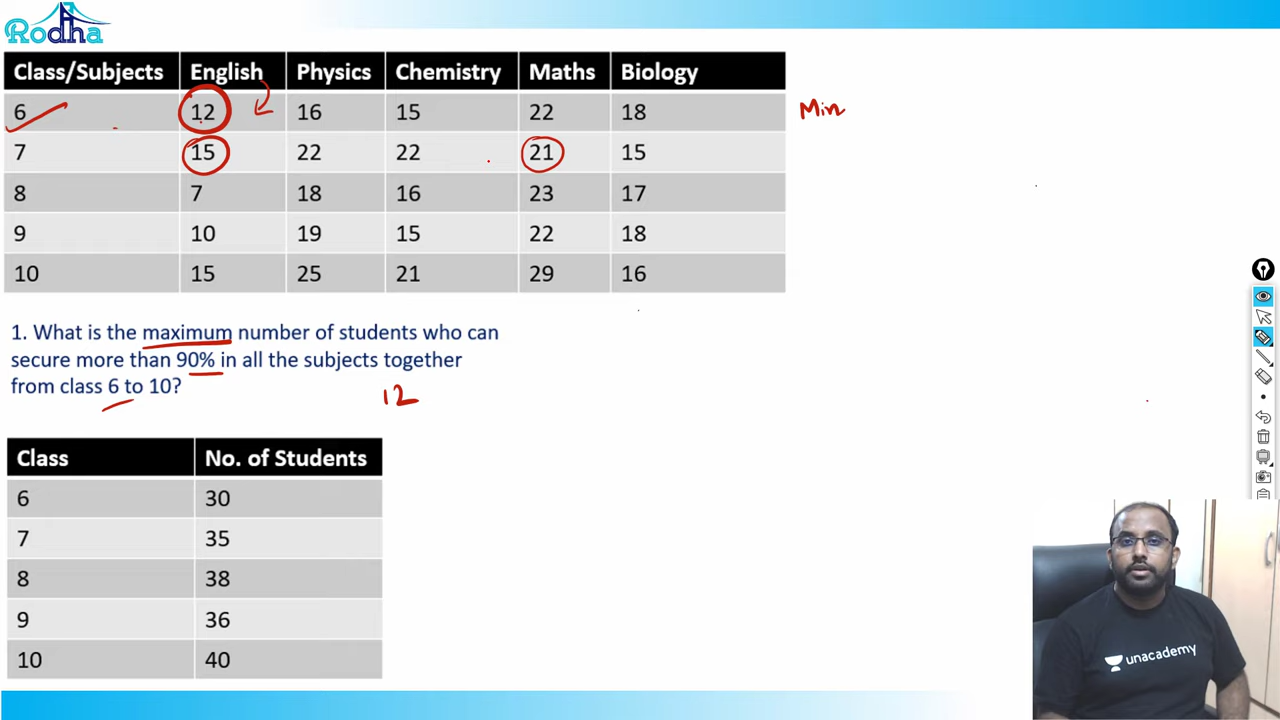 Rodha
Class/Subjects English Physics Chemistry Maths Biology
6 12 16 15 22 18 Min
7 15 22 22 21 15
8 7 18 16 23 17
9 10 19 15 22 18
10 15 25 21 29 16
1. What is the maximum number of students who can
secure more than 90% in all the subjects together
from class 6 to 10?
12
Class No. of Students
6 30
7 35
8 38
9 36
10 40
unacademy